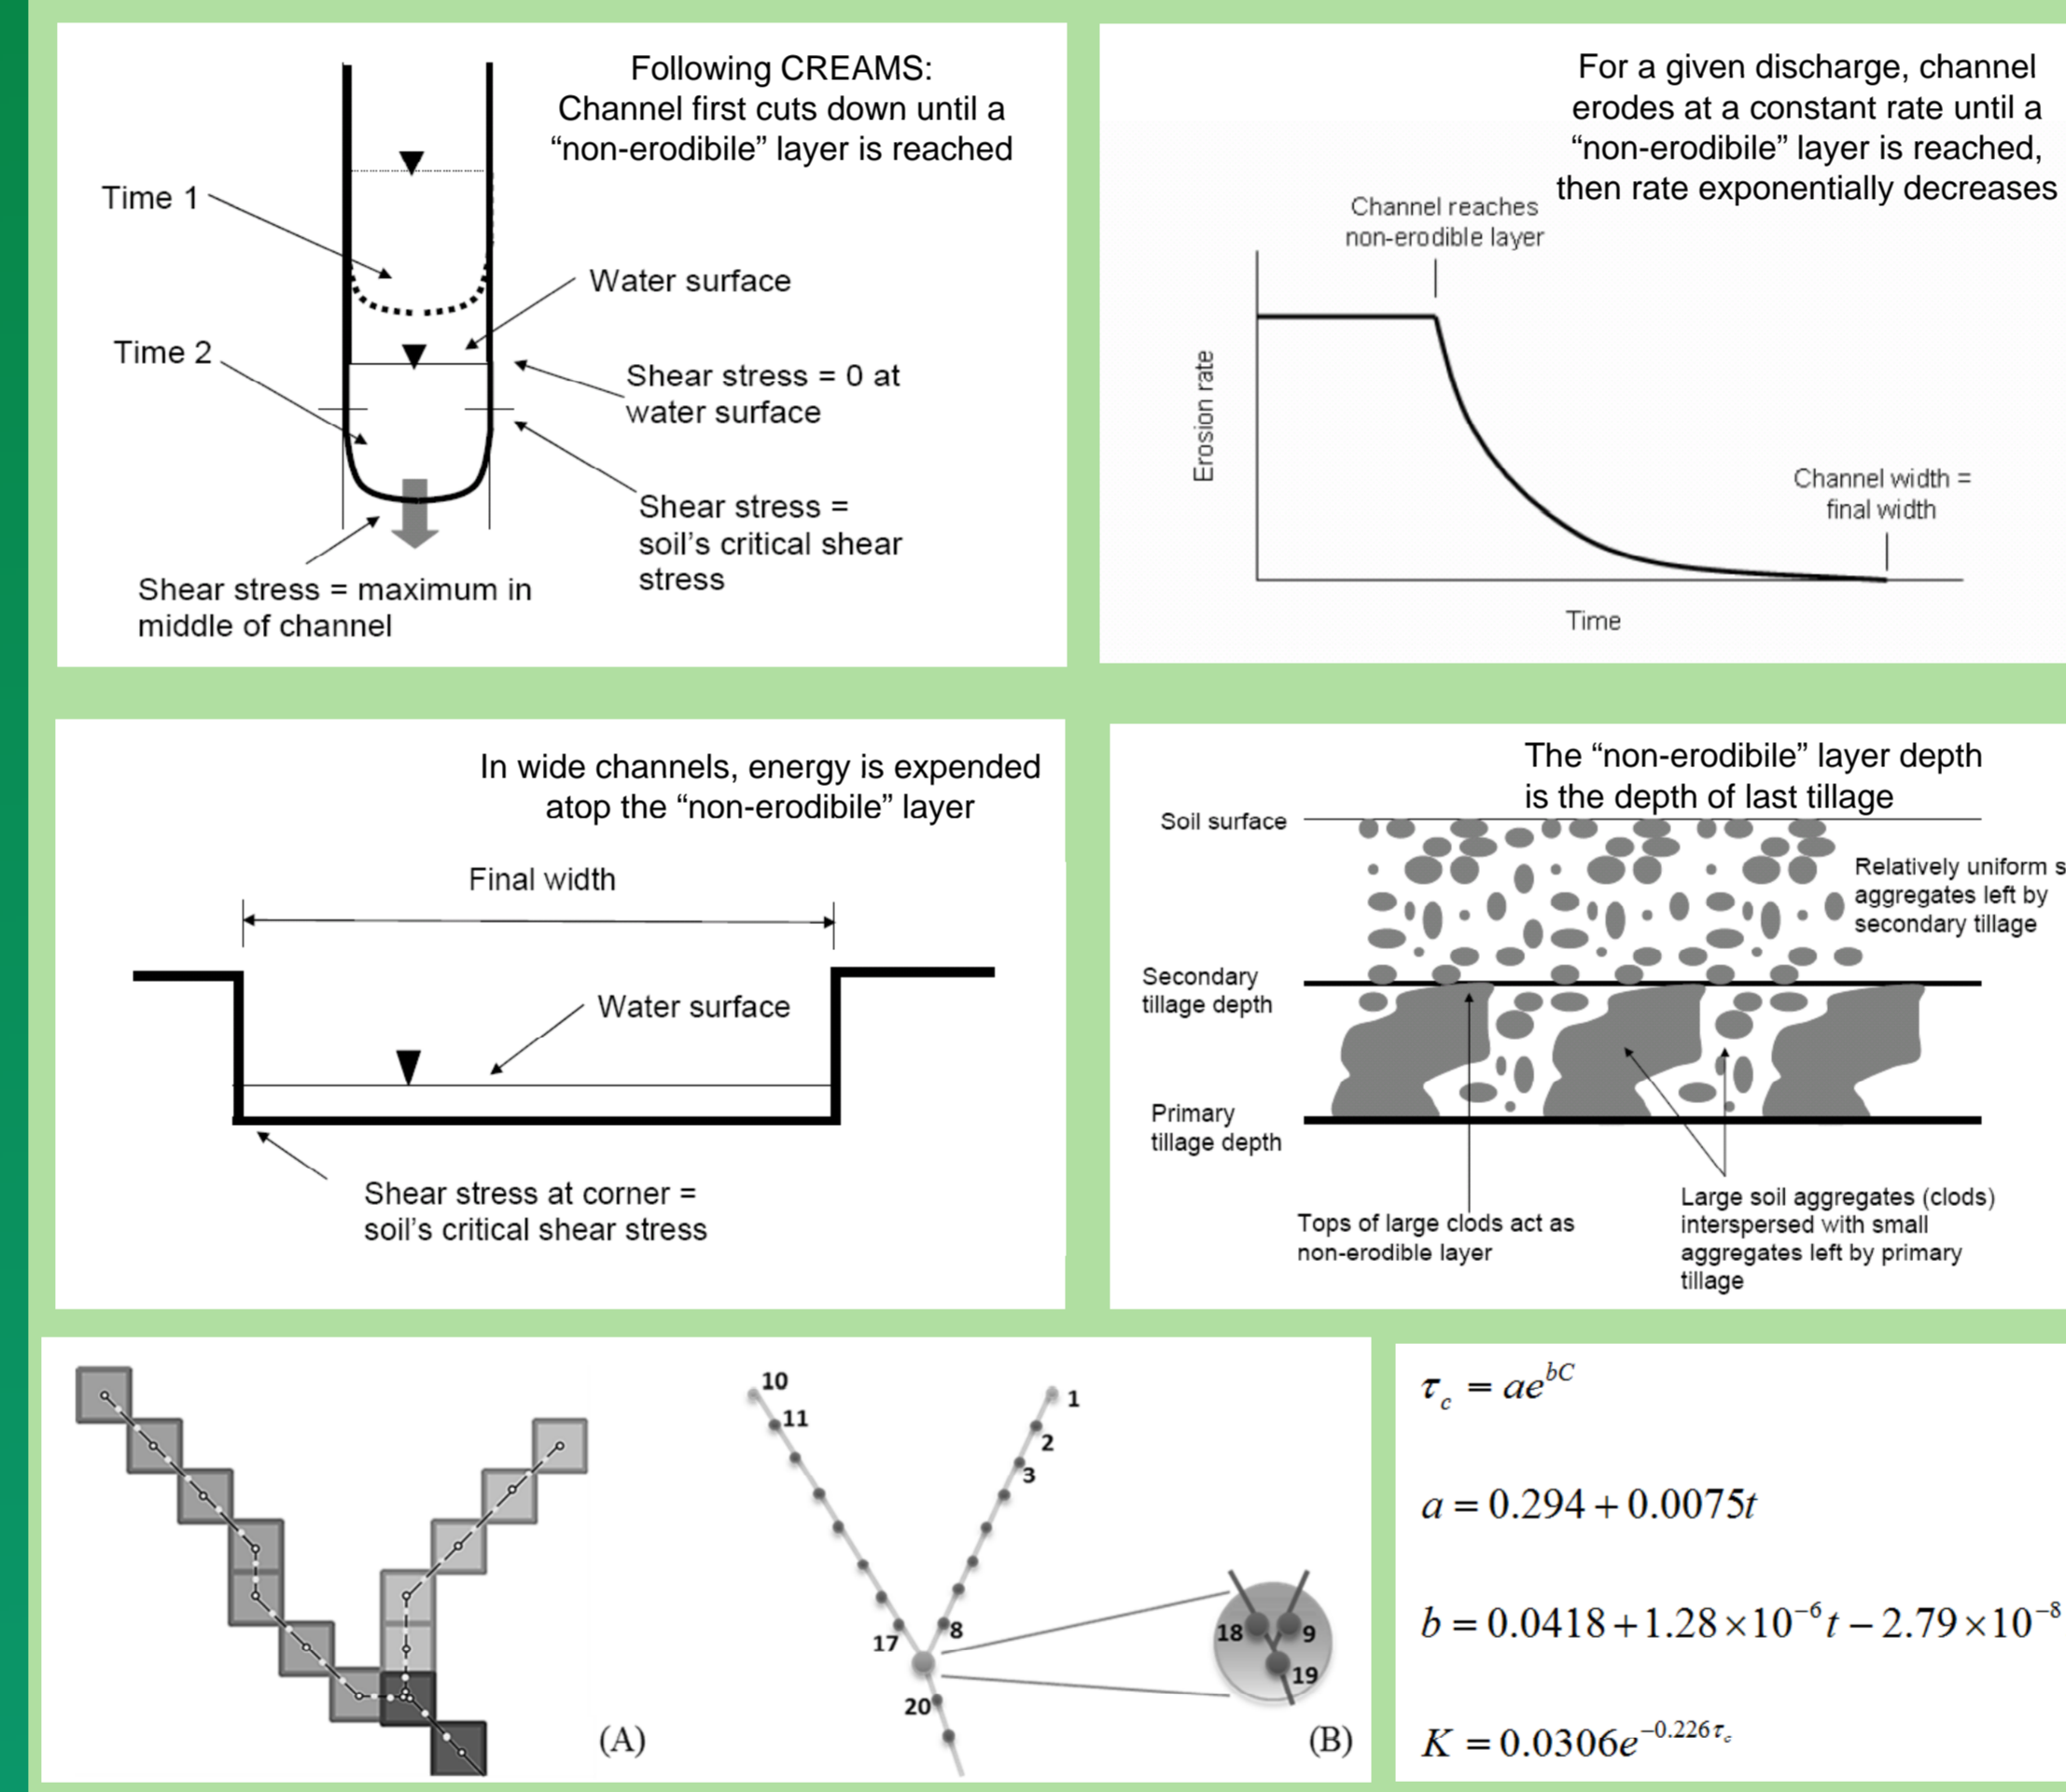 Following CREAMS:
Channel first cuts down until a
“non-erodibile” layer is reached
Time 1
Water surface
Time 2
Shear stress = 0 at
water surface
Shear stress =
soil’s critical shear
stress
Shear stress = maximum in
middle of channel
For a given discharge, channel
erodes at a constant rate until a
“non-erodibile” layer is reached,
then rate exponentially decreases
Channel reaches
non-erodible layer
Erosion rate
Channel width =
final width
Time
In wide channels, energy is expended
atop the “non-erodibile” layer
Final width
Water surface
Shear stress at corner =
soil’s critical shear stress
The “non-erodibile” layer depth
is the depth of last tillage
Soil surface
Relatively uniform s
aggregates left by
secondary tillage
Secondary
tillage depth
Primary
tillage depth
Tops of large clods act as
non-erodible layer
Large soil aggregates (clods)
interspersed with small
aggregates left by primary
tillage
(A)
10
11
1
2
3
17
8
20
18
9
19
(B)
τ_c = ae^{bC}
a = 0.294 + 0.0075t
b = 0.0418 + 1.28 × 10^{−6} t − 2.79 × 10^{−8}
K = 0.0306e^{−0.226τ_c}